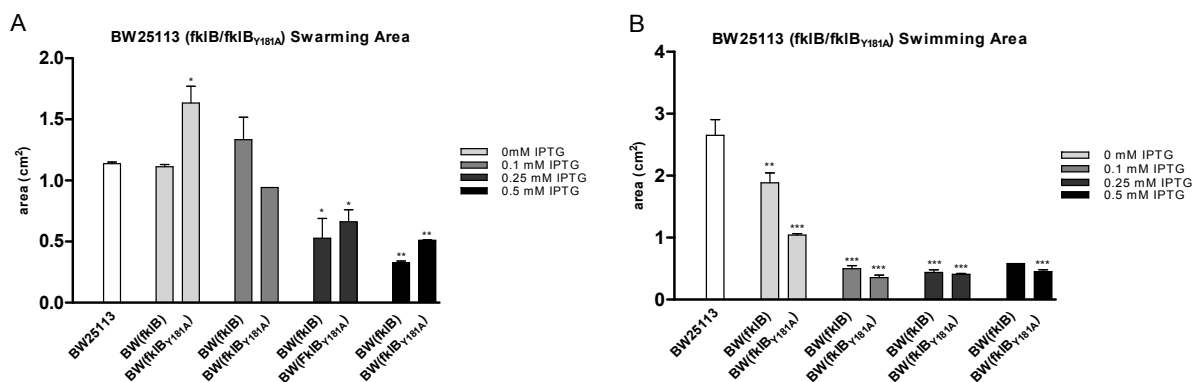 A
BW25113 (fklB/fklBY181A) Swarming Area
area (cm2)
2.0
1.5
1.0
0.5
0.0
*
*
*
**
**
0mM IPTG
0.1 mM IPTG
0.25 mM IPTG
0.5 mM IPTG
BW25113
BW(fklB)
BW(fklBY181A)
BW(fklB)
BW(fklBY181A)
BW(fklB)
BW(FklBY181A)
BW(fklB)
BW(fklBY181A)
B
BW25113 (fklB/fklBY181A) Swimming Area
area (cm2)
4
3
2
1
0
**
***
***
***
***
***
***
0 mM IPTG
0.1 mM IPTG
0.25 mM IPTG
0.5 mM IPTG
BW25113
BW(fklB)
BW(fklBY181A)
BW(fklB)
BW(fklBY181A)
BW(fklB)
BW(fklBY181A)
BW(fklB)
BW(fklBY181A)